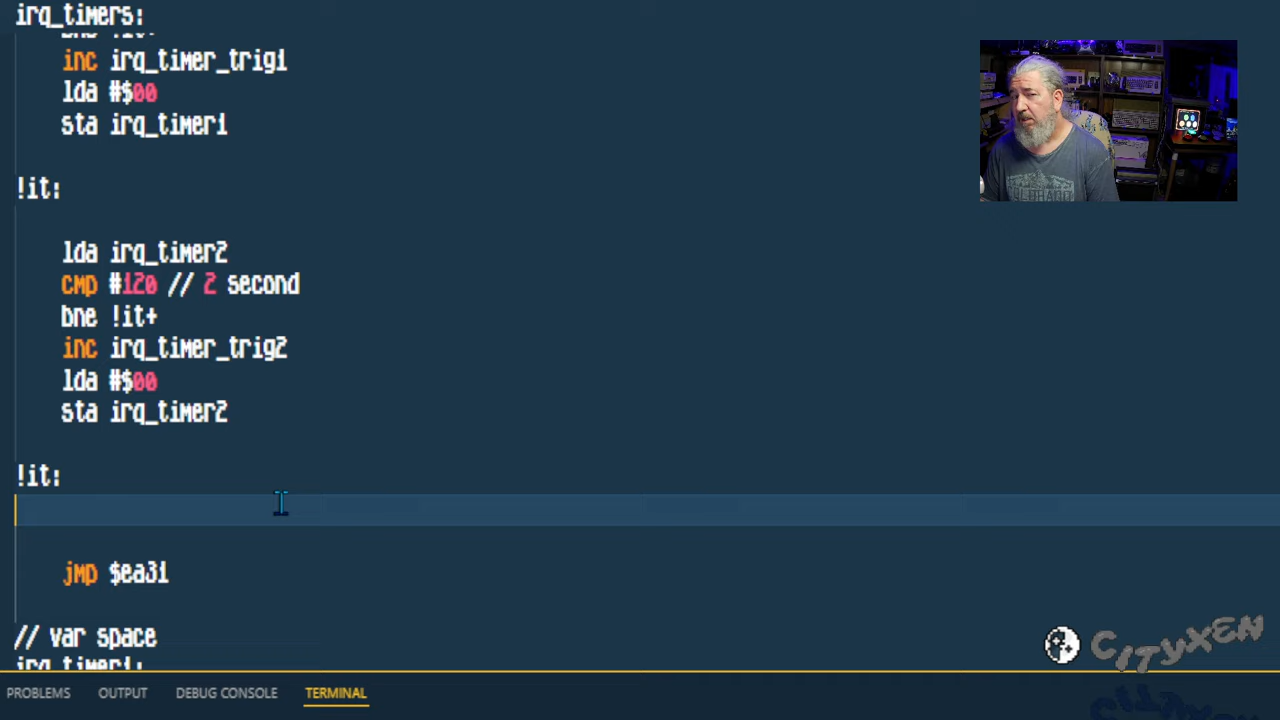 irq_timers:
inc irq_timer_trig1
lda #$00
sta irq_timer1
!it:
lda irq_timer2
cmp #120 // 2 second
bne !it+
inc irq_timer_trig2
lda #$00
sta irq_timer2
!it:
jmp $ea31
// var space
irq_timer1:
CITYXEN
PROBLEMS OUTPUT DEBUG CONSOLE TERMINAL